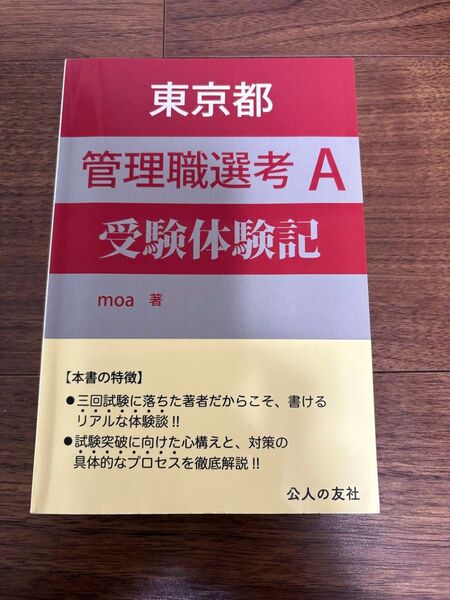 東京都
管理職選考 A
受験体験記
moa 著
【本書の特徴】
●三回試験に落ちた著者だからこそ、書ける
リアルな体験談!!
●試験突破に向けた心構えと、対策の
具体的なプロセスを徹底解説!!
公人の友社